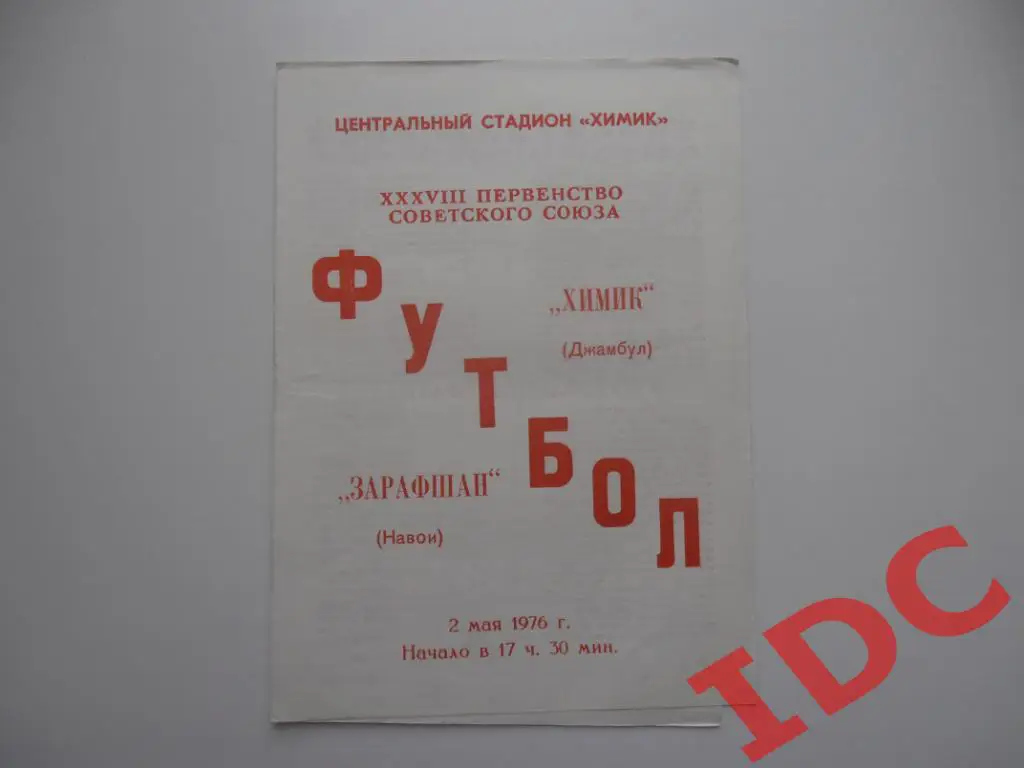 ЦЕНТРАЛЬНЫЙ СТАДИОН «ХИМИК»
XXXVIII ПЕРВЕНСТВО
СОВЕТСКОГО СОЮЗА
ФУТБОЛ
„ХИМИК“
(Джамбул)
„ЗАРАФШАН“
(Навои)
2 мая 1976 г.
Начало в 17 ч. 30 мин.
IDC